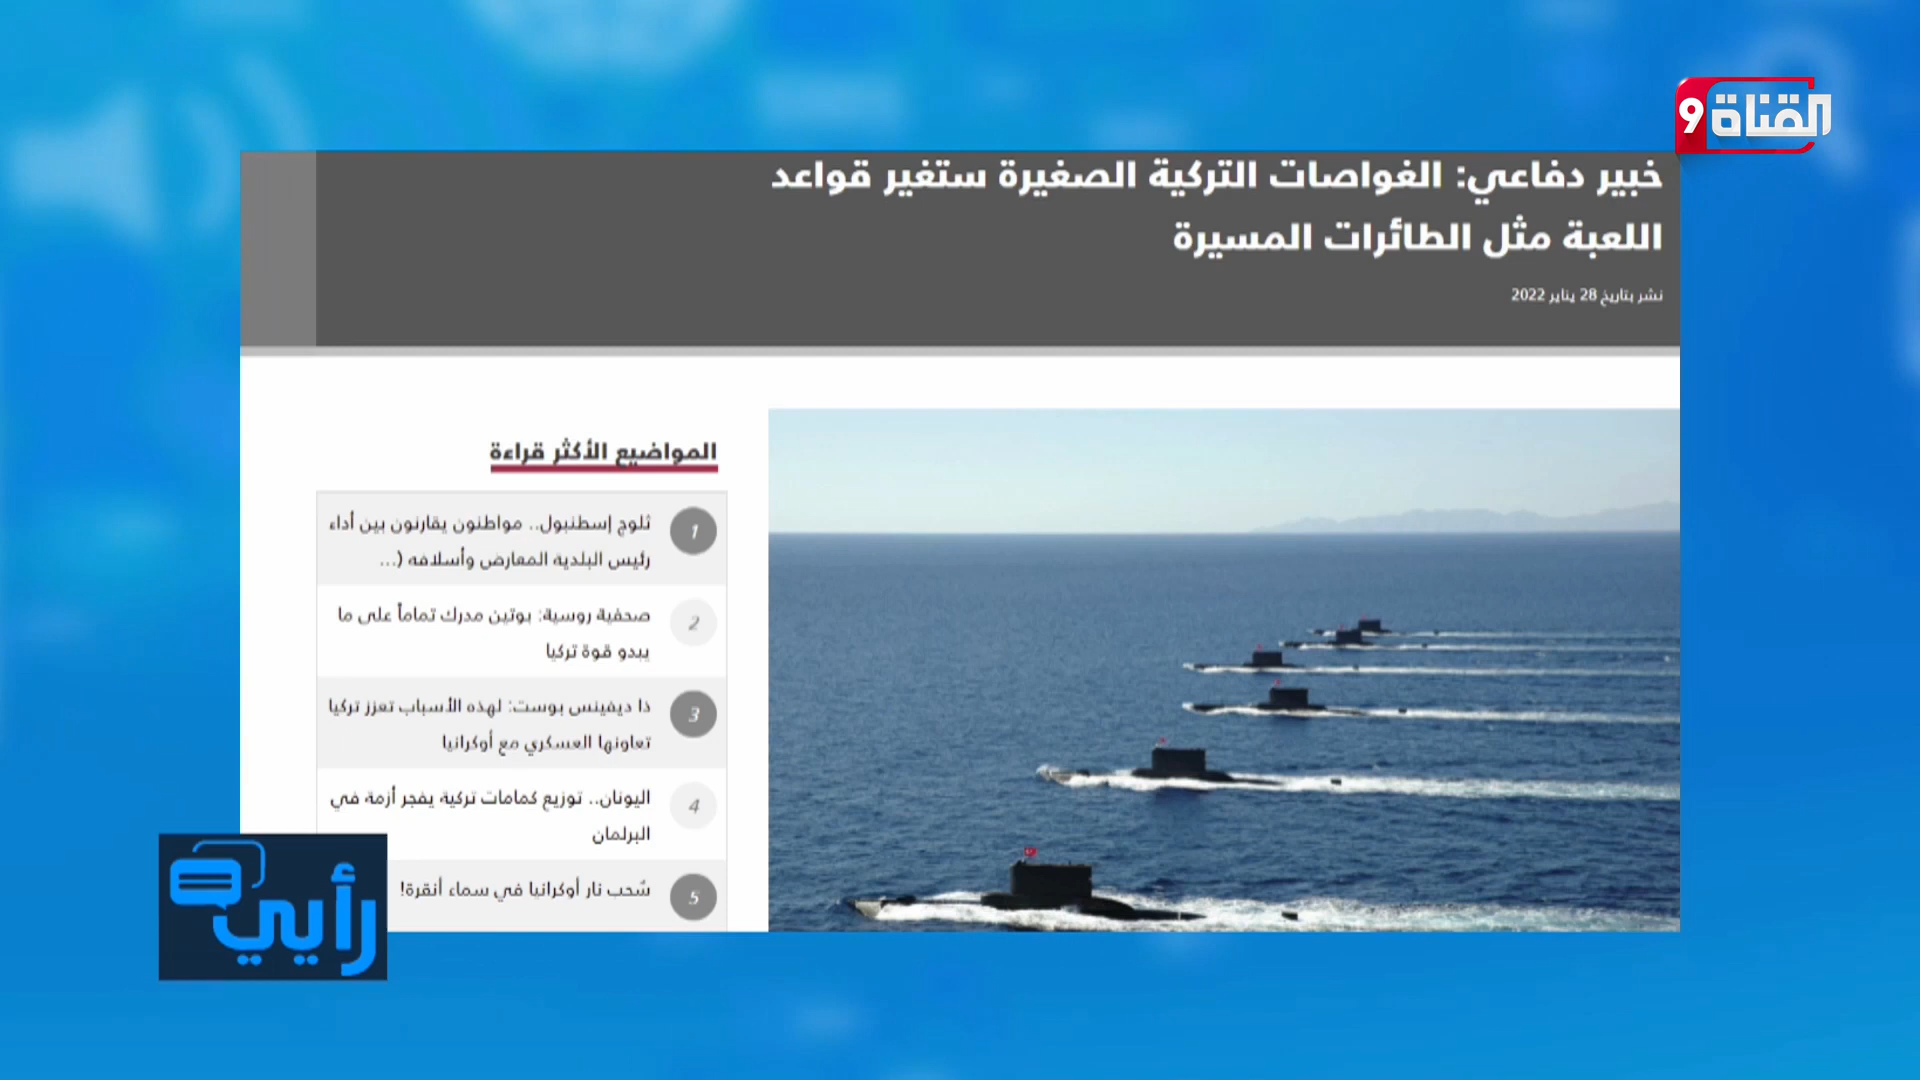 القناة 9
خبير دفاعي: الغواصات التركية الصغيرة ستغير قواعد
اللعبة مثل الطائرات المسيرة
نشر بتاريخ 28 يناير 2022
المواضيع الأكثر قراءة
1 ثلوج إسطنبول.. مواطنون يقارنون بين أداء
رئيس البلدية المعارض وأسلافه (...
2 صحفية روسية: بوتين مدرك تماماً على ما
يبدو قوة تركيا
3 ذا ديفينس بوست: لهذه الأسباب تعزز تركيا
تعاونها العسكري مع أوكرانيا
4 اليونان.. توزيع كمامات تركية يفجر أزمة في
البرلمان
5 سُحب نار أوكرانيا في سماء أنقرة!
رأيي